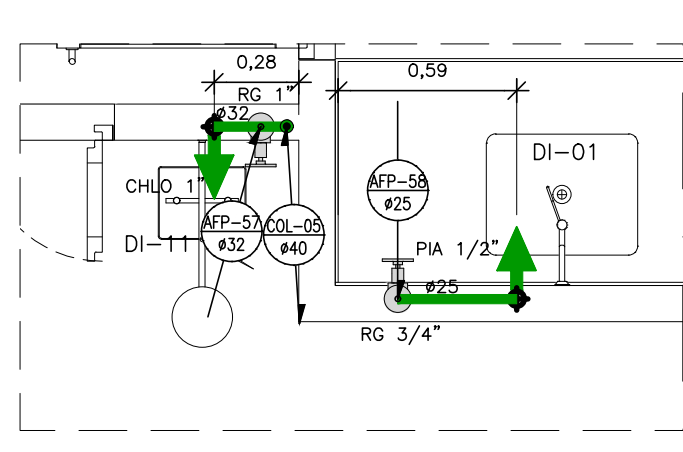 0,28
0,59
RG 1”
ø32
DI-01
CHLO 1”
AFP-58
ø25
AFP-57
ø32
COL-05
ø40
DI-11
PIA 1/2”
ø25
RG 3/4”